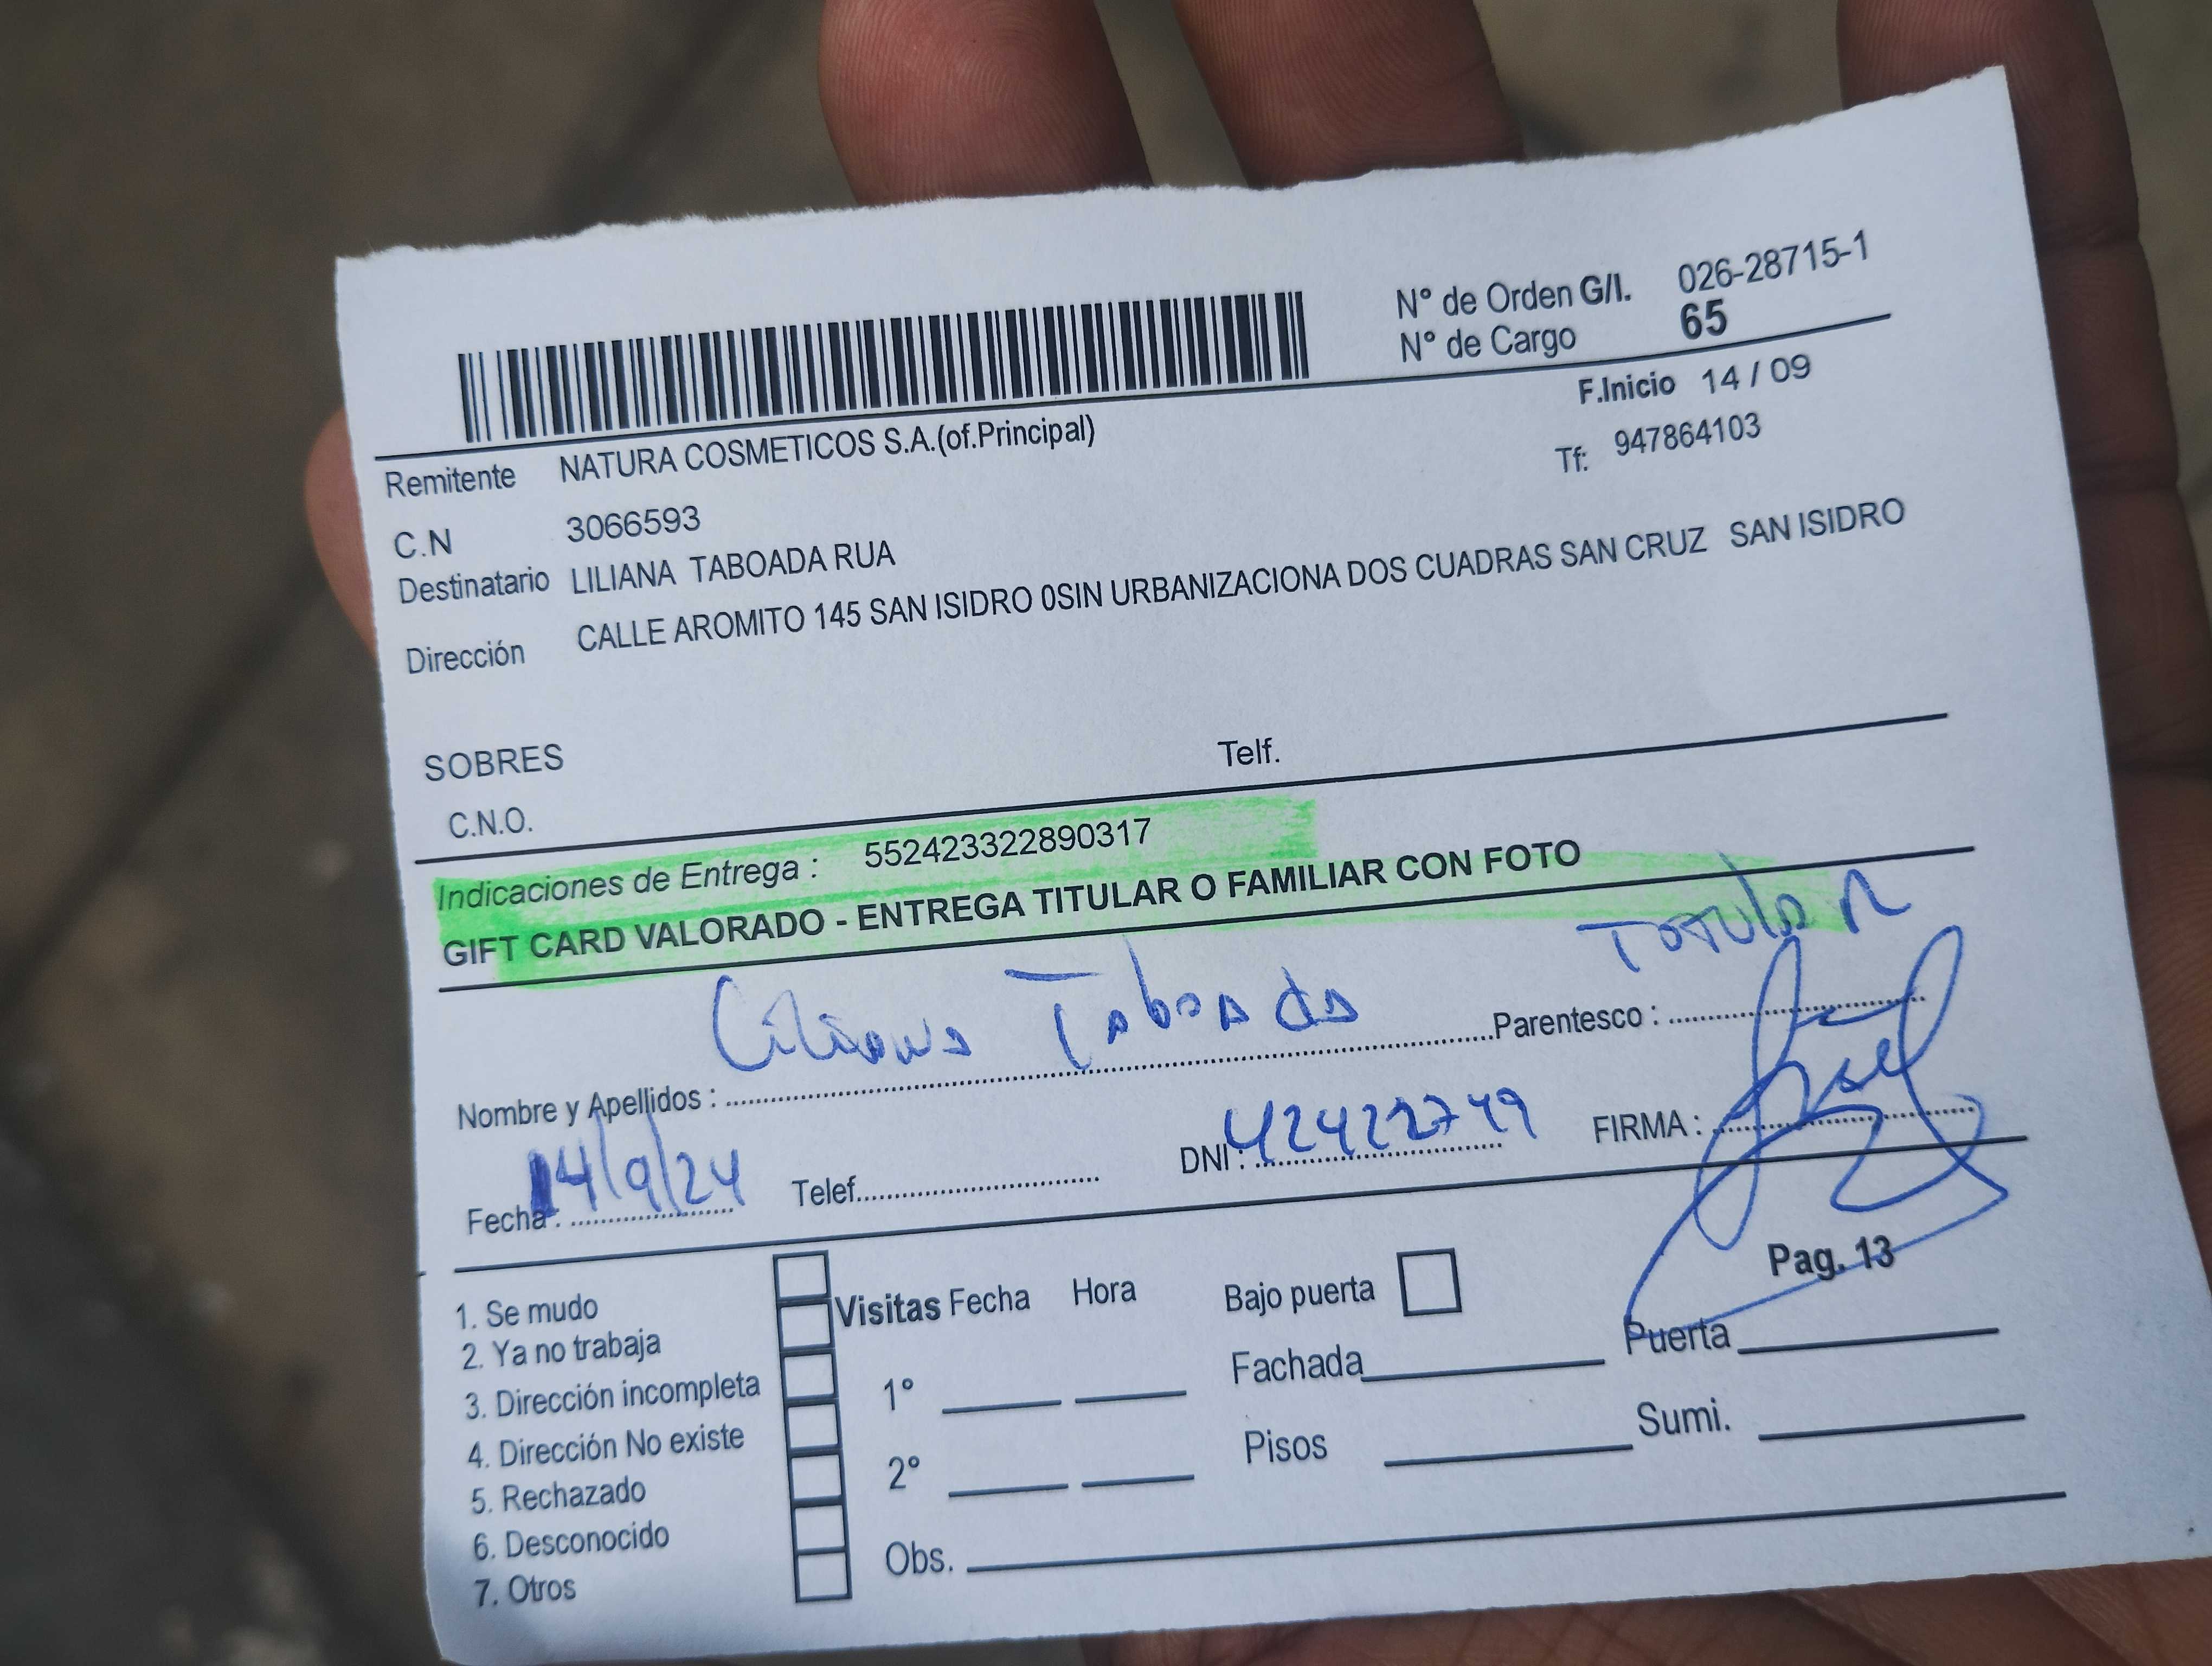 N° de Orden G/I. 026-28715-1
N° de Cargo 65
F.Inicio 14 / 09
Remitente NATURA COSMETICOS S.A.(of.Principal)
Tf: 947864103
C.N 3066593
Destinatario LILIANA TABOADA RUA
Dirección CALLE AROMITO 145 SAN ISIDRO 0SIN URBANIZACIONA DOS CUADRAS SAN CRUZ SAN ISIDRO
SOBRES Telf.
C.N.O.
Indicaciones de Entrega : 552423322890317
GIFT CARD VALORADO - ENTREGA TITULAR O FAMILIAR CON FOTO
Nombre y Apellidos : Liliana Taboada Parentesco : Totular
Fecha : 14/9/24 Telef. DNI : 42422749 FIRMA :
Pag. 13
1. Se mudo
2. Ya no trabaja
3. Dirección incompleta
4. Dirección No existe
5. Rechazado
6. Desconocido
7. Otros
Visitas Fecha Hora
1°
2°
Obs.
Bajo puerta
Fachada Puerta
Pisos Sumi.